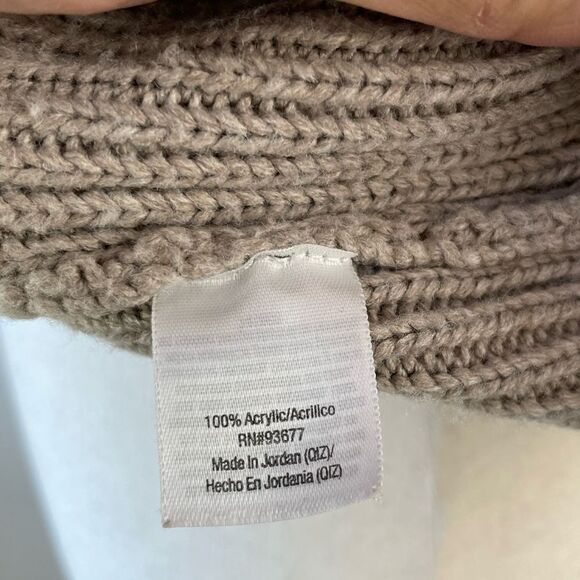 100% Acrylic/Acrilico
RN#93677
Made In Jordan (QIZ)/
Hecho En Jordania (QIZ)